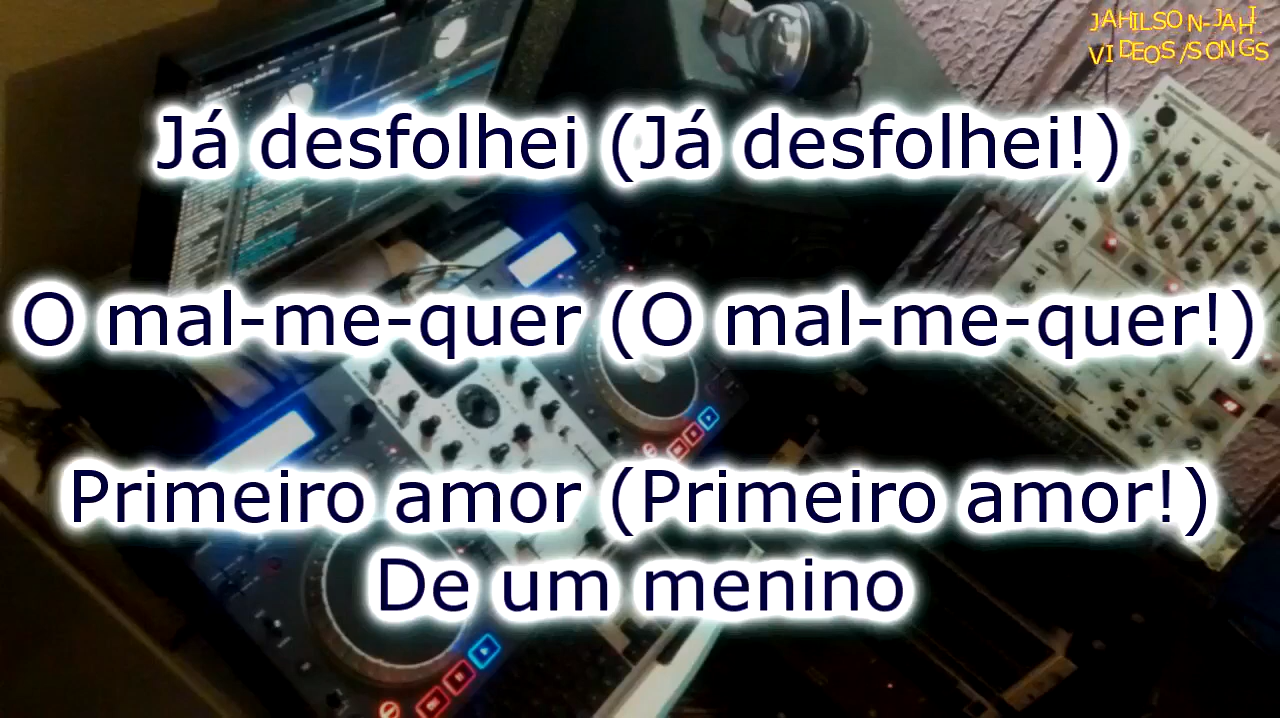 JAHILSON-JAHI
VIDEOS/SONGS
Já desfolhei (Já desfolhei!)
O mal-me-quer (O mal-me-quer!)
Primeiro amor (Primeiro amor!)
De um menino